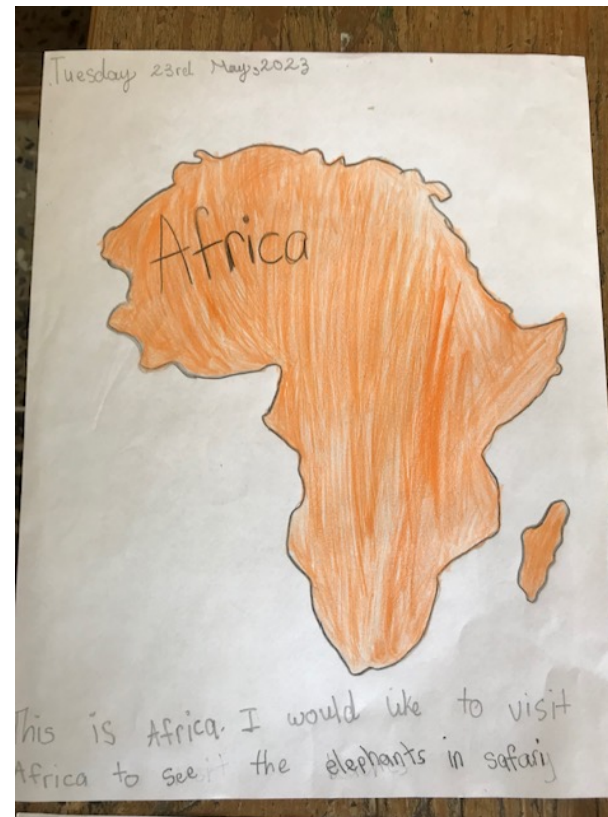 Tuesday 23rd May, 2023
Africa
This is Africa. I would like to visit
Africa to see the elephants in safari